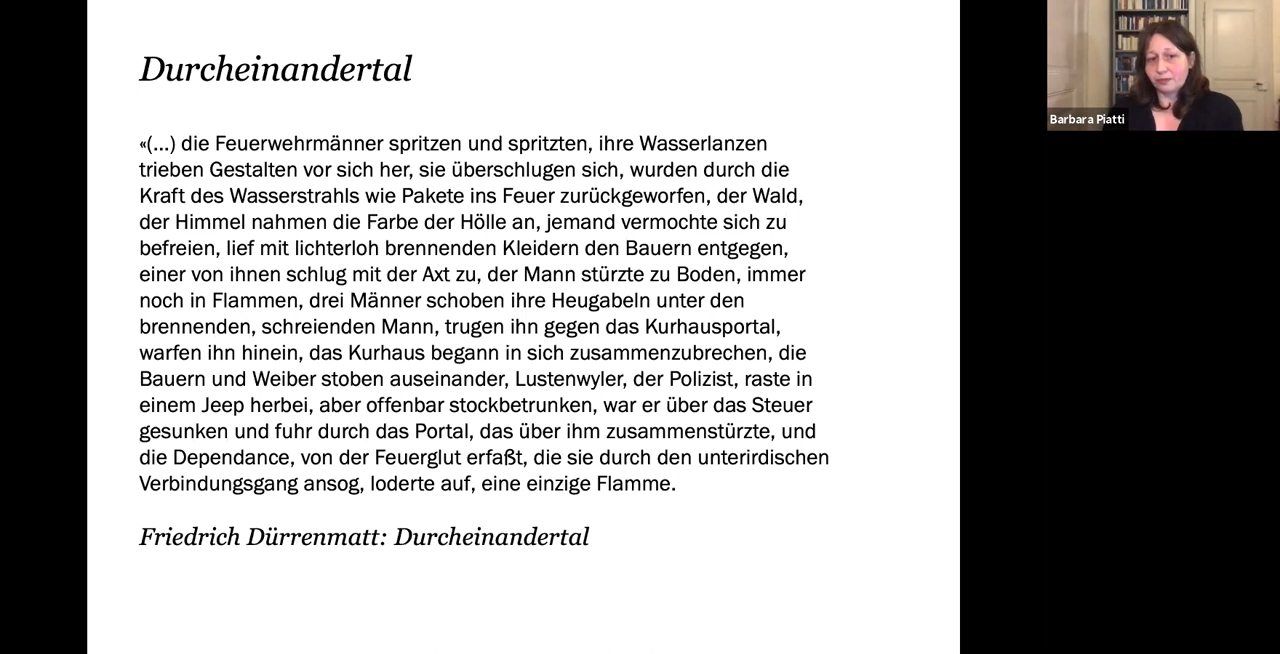 Durcheinandertal
«(...) die Feuerwehrmänner spritzen und spritzten, ihre Wasserlanzen
trieben Gestalten vor sich her, sie überschlugen sich, wurden durch die
Kraft des Wasserstrahls wie Pakete ins Feuer zurückgeworfen, der Wald,
der Himmel nahmen die Farbe der Hölle an, jemand vermochte sich zu
befreien, lief mit lichterloh brennenden Kleidern den Bauern entgegen,
einer von ihnen schlug mit der Axt zu, der Mann stürzte zu Boden, immer
noch in Flammen, drei Männer schoben ihre Heugabeln unter den
brennenden, schreienden Mann, trugen ihn gegen das Kurhausportal,
warfen ihn hinein, das Kurhaus begann in sich zusammenzubrechen, die
Bauern und Weiber stoben auseinander, Lustenwyler, der Polizist, raste in
einem Jeep herbei, aber offenbar stockbetrunken, war er über das Steuer
gesunken und fuhr durch das Portal, das über ihm zusammenstürzte, und
die Dependance, von der Feuerglut erfaßt, die sie durch den unterirdischen
Verbindungsgang ansog, loderte auf, eine einzige Flamme.
Friedrich Dürrenmatt: Durcheinandertal
Barbara Piatti